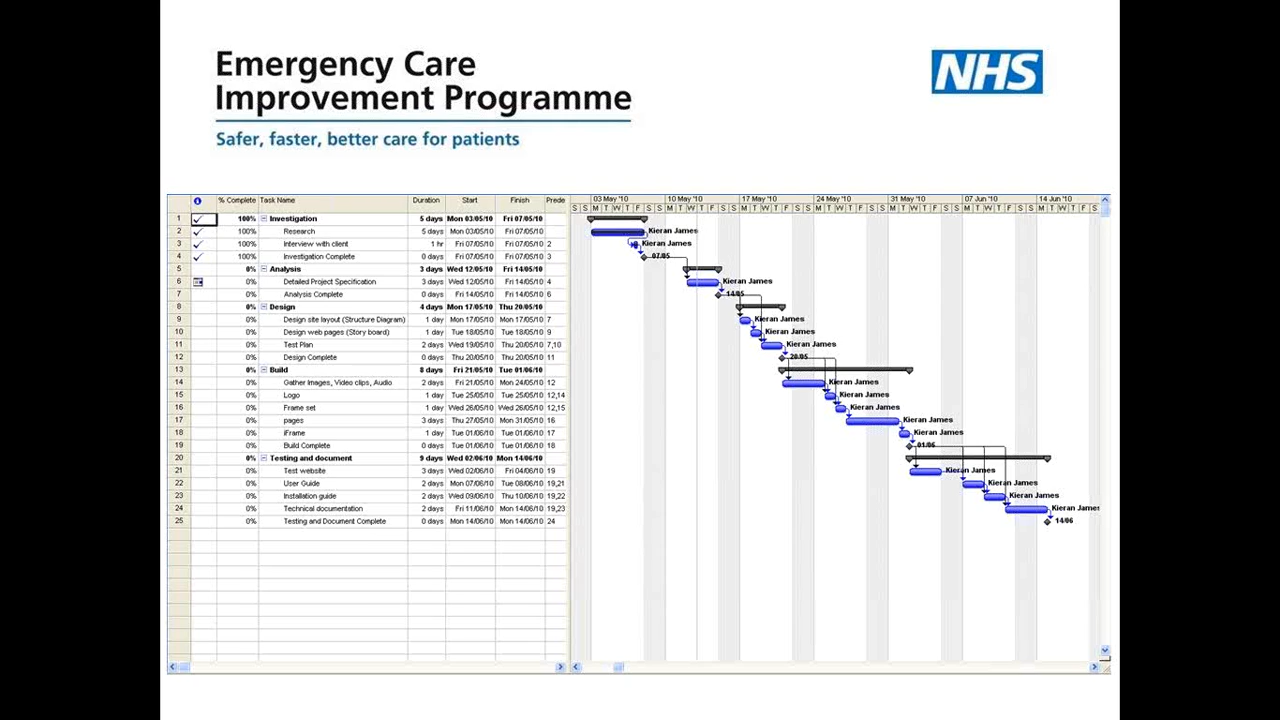 Emergency Care
Improvement Programme
Safer, faster, better care for patients
NHS
% Complete Task Name Duration Start Finish Prede
03 May '10 10 May '10 17 May '10 24 May '10 31 May '10 07 Jun '10 14 Jun '10
S S M T W T F S S M T W T F S S M T W T F S S M T W T F S S M T W T F S S M T W T F S S M T W T F S
1 100% Investigation 5 days Mon 03/05/10 Fri 07/05/10
2 100% Research 5 days Mon 03/05/10 Fri 07/05/10 Kieran James
3 100% Interview with client 1 hr Fri 07/05/10 Fri 07/05/10 2 Kieran James
4 100% Investigation Complete 0 days Fri 07/05/10 Fri 07/05/10 3 07/05
5 0% Analysis 3 days Wed 12/05/10 Fri 14/05/10
6 0% Detailed Project Specification 3 days Wed 12/05/10 Fri 14/05/10 4 Kieran James
7 0% Analysis Complete 0 days Fri 14/05/10 Fri 14/05/10 6 14/05
8 0% Design 4 days Mon 17/05/10 Thu 20/05/10
9 0% Design site layout (Structure Diagram) 1 day Mon 17/05/10 Mon 17/05/10 7 Kieran James
10 0% Design web pages (Story board) 1 day Tue 18/05/10 Tue 18/05/10 9 Kieran James
11 0% Test Plan 2 days Wed 19/05/10 Thu 20/05/10 7,10 Kieran James
12 0% Design Complete 0 days Thu 20/05/10 Thu 20/05/10 11 20/05
13 0% Build 8 days Fri 21/05/10 Tue 01/06/10
14 0% Gather Images, Video clips, Audio 2 days Fri 21/05/10 Mon 24/05/10 12 Kieran James
15 0% Logo 1 day Tue 25/05/10 Tue 25/05/10 12,14 Kieran James
16 0% Frame set 1 day Wed 26/05/10 Wed 26/05/10 12,15 Kieran James
17 0% pages 3 days Thu 27/05/10 Mon 31/05/10 16 Kieran James
18 0% iFrame 1 day Tue 01/06/10 Tue 01/06/10 17 Kieran James
19 0% Build Complete 0 days Tue 01/06/10 Tue 01/06/10 18 01/06
20 0% Testing and document 9 days Wed 02/06/10 Mon 14/06/10
21 0% Test website 3 days Wed 02/06/10 Fri 04/06/10 19 Kieran James
22 0% User Guide 2 days Mon 07/06/10 Tue 08/06/10 19,21 Kieran James
23 0% Installation guide 2 days Wed 09/06/10 Thu 10/06/10 19,22 Kieran James
24 0% Technical documentation 2 days Fri 11/06/10 Mon 14/06/10 19,23 Kieran James
25 0% Testing and Document Complete 0 days Mon 14/06/10 Mon 14/06/10 24 14/06